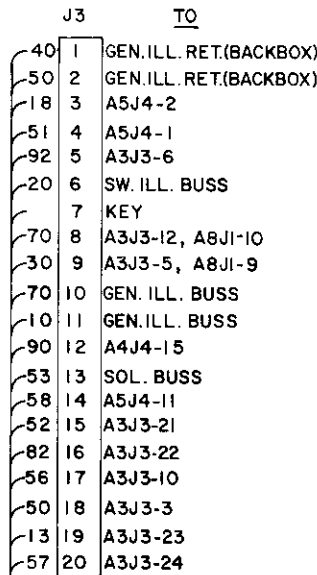 J3 TO
40 1 GEN.ILL. RET.(BACKBOX)
50 2 GEN.ILL. RET.(BACKBOX)
18 3 A5J4-2
51 4 A5J4-1
92 5 A3J3-6
20 6 SW. ILL. BUSS
7 KEY
70 8 A3J3-12, A8J1-10
30 9 A3J3-5, A8J1-9
70 10 GEN. ILL. BUSS
10 11 GEN.ILL. BUSS
90 12 A4J4-15
53 13 SOL. BUSS
58 14 A5J4-11
52 15 A3J3-21
82 16 A3J3-22
56 17 A3J3-10
50 18 A3J3-3
13 19 A3J3-23
57 20 A3J3-24